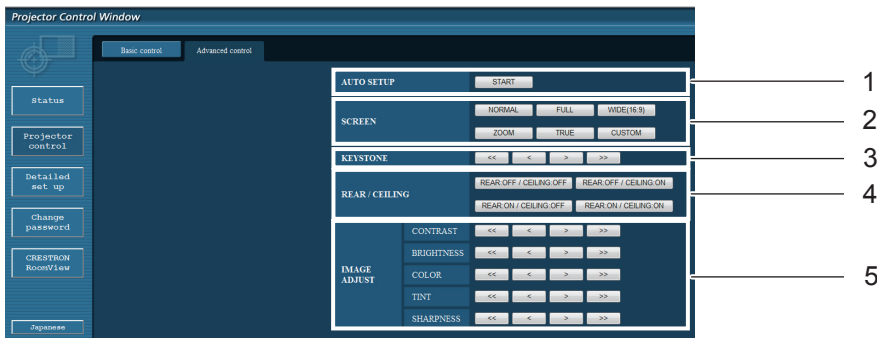 Projector Control Window
Basic control Advanced control
AUTO SETUP START 1
Status
SCREEN NORMAL FULL WIDE(16:9) 2
ZOOM TRUE CUSTOM
Projector control
KEYSTONE << < > >> 3
Detailed set up
REAR / CEILING REAR:OFF / CEILING:OFF REAR:OFF / CEILING:ON 4
REAR:ON / CEILING:OFF REAR:ON / CEILING:ON
Change password
IMAGE ADJUST
CONTRAST << < > >>
BRIGHTNESS << < > >>
COLOR << < > >> 5
TINT << < > >>
SHARPNESS << < > >>
CRESTRON RoomView
Japanese